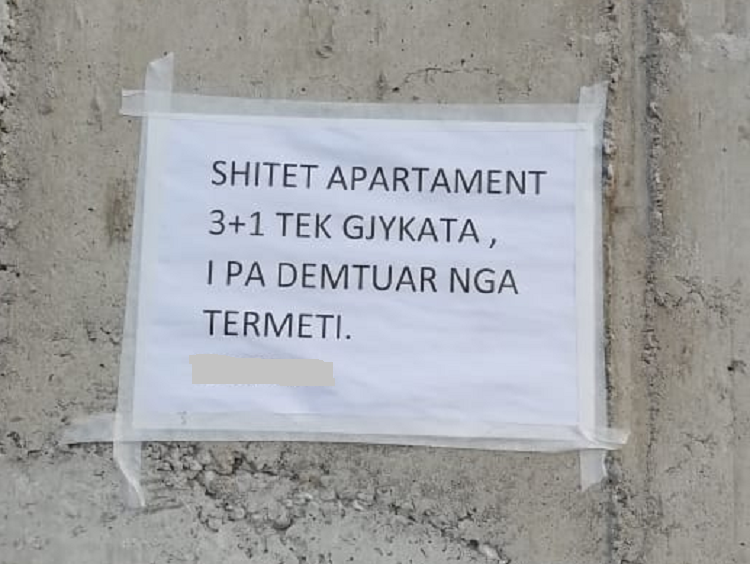 SHITET APARTAMENT
3+1 TEK GJYKATA ,
I PA DEMTUAR NGA
TERMETI.